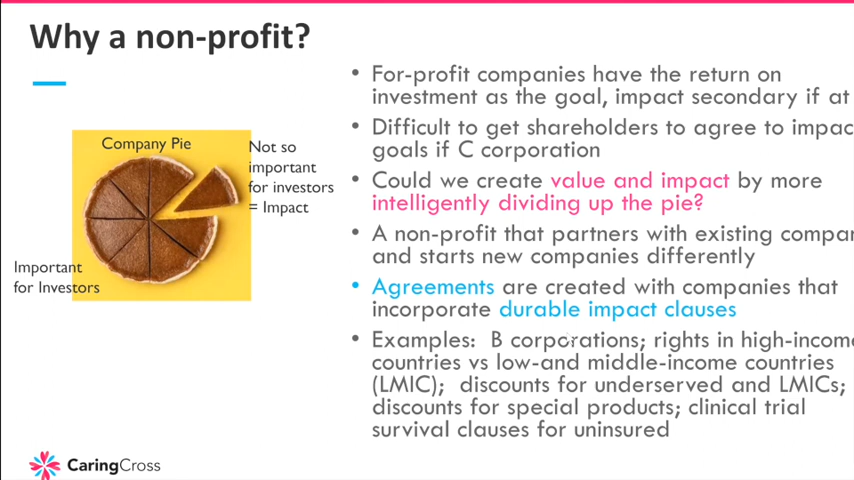 Why a non-profit?
Company Pie
Not so
important
for investors
= Impact
Important
for Investors
• For-profit companies have the return on
investment as the goal, impact secondary if at
• Difficult to get shareholders to agree to impac
goals if C corporation
• Could we create value and impact by more
intelligently dividing up the pie?
• A non-profit that partners with existing compan
and starts new companies differently
• Agreements are created with companies that
incorporate durable impact clauses
• Examples: B corporations; rights in high-income
countries vs low-and middle-income countries
(LMIC); discounts for underserved and LMICs;
discounts for special products; clinical trial
survival clauses for uninsured
CaringCross